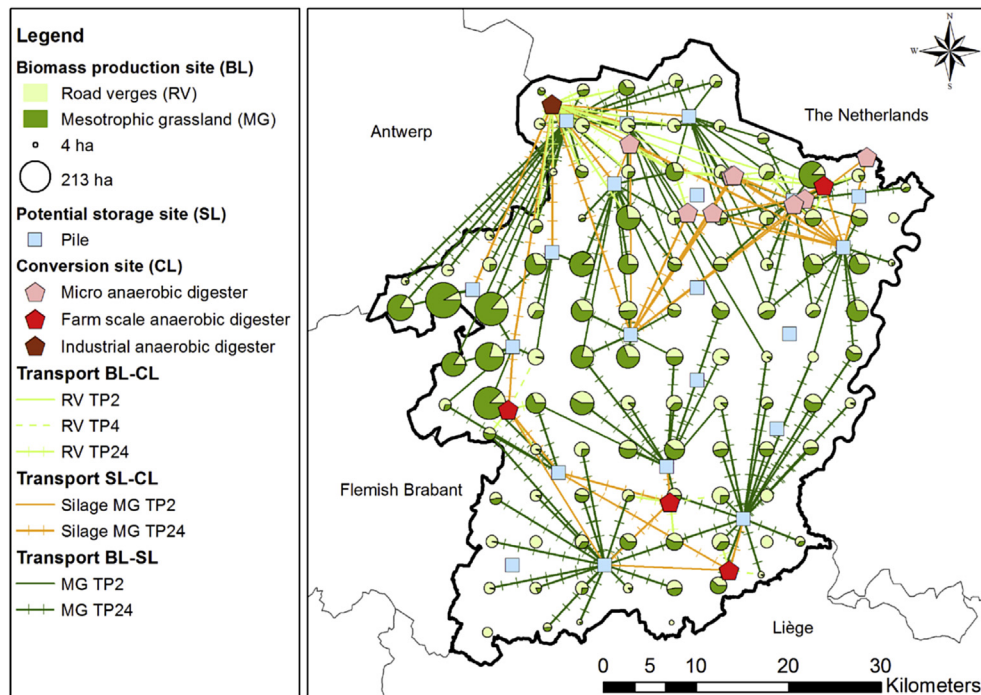 Legend
Biomass production site (BL)
Road verges (RV)
Mesotrophic grassland (MG)
4 ha
213 ha
Potential storage site (SL)
Pile
Conversion site (CL)
Micro anaerobic digester
Farm scale anaerobic digester
Industrial anaerobic digester
Transport BL-CL
RV TP2
RV TP4
RV TP24
Transport SL-CL
Silage MG TP2
Silage MG TP24
Transport BL-SL
MG TP2
MG TP24
N
W
E
S
Antwerp
The Netherlands
Flemish Brabant
Liège
0 5 10 20 30
Kilometers